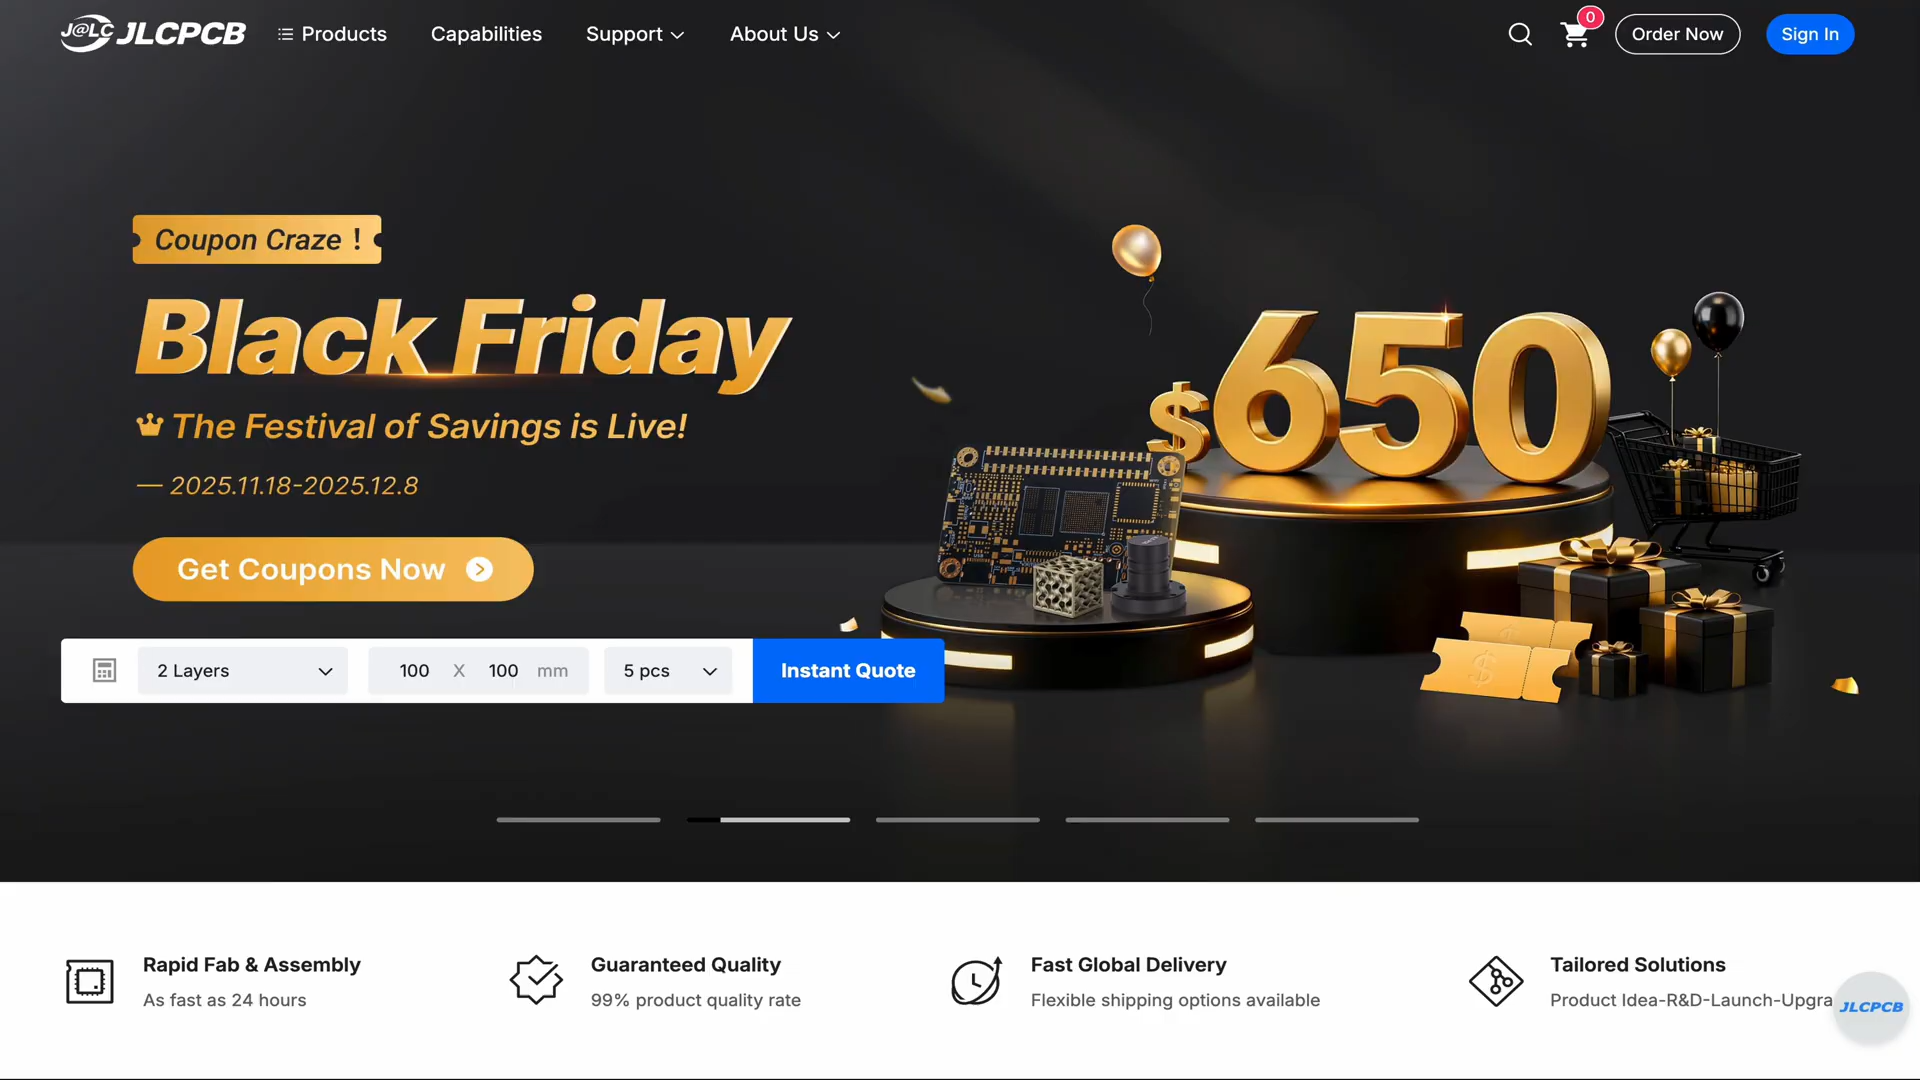 J@LC JLCPCB
Products
Capabilities
Support
About Us
0
Order Now
Sign In
Coupon Craze !
Black Friday
The Festival of Savings is Live!
— 2025.11.18-2025.12.8
Get Coupons Now
$650
2 Layers
100 X 100 mm
5 pcs
Instant Quote
Rapid Fab & Assembly
As fast as 24 hours
Guaranteed Quality
99% product quality rate
Fast Global Delivery
Flexible shipping options available
Tailored Solutions
Product Idea-R&D-Launch-Upgra
JLCPCB